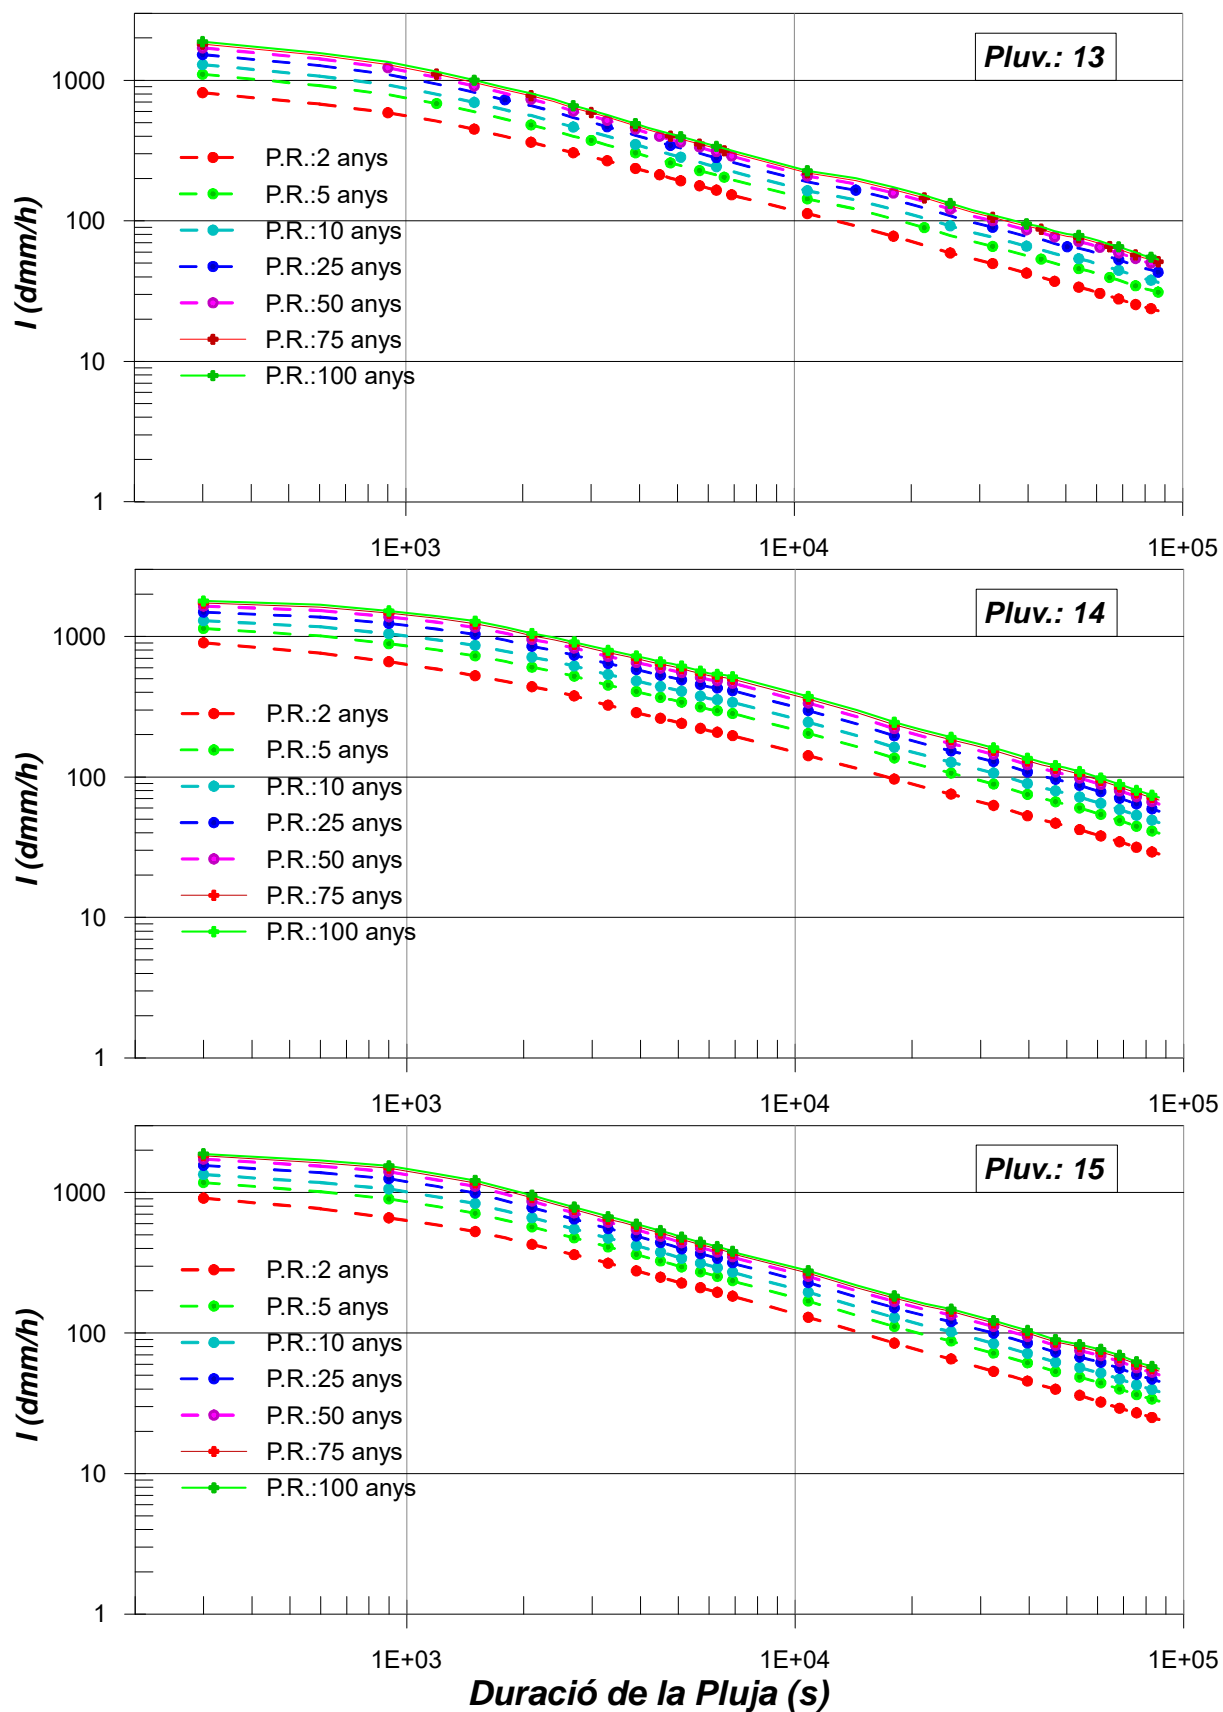 Pluv.: 13
1000
100
10
1
I (dmm/h)
P.R.:2 anys
P.R.:5 anys
P.R.:10 anys
P.R.:25 anys
P.R.:50 anys
P.R.:75 anys
P.R.:100 anys
1E+03 1E+04 1E+05
Pluv.: 14
1000
100
10
1
I (dmm/h)
P.R.:2 anys
P.R.:5 anys
P.R.:10 anys
P.R.:25 anys
P.R.:50 anys
P.R.:75 anys
P.R.:100 anys
1E+03 1E+04 1E+05
Pluv.: 15
1000
100
10
1
I (dmm/h)
P.R.:2 anys
P.R.:5 anys
P.R.:10 anys
P.R.:25 anys
P.R.:50 anys
P.R.:75 anys
P.R.:100 anys
1E+03 1E+04 1E+05
Duració de la Pluja (s)